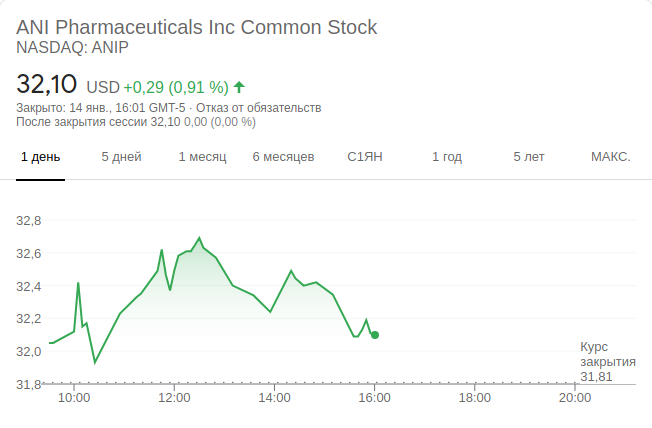 ANI Pharmaceuticals Inc Common Stock
NASDAQ: ANIP
32,10 USD +0,29 (0,91 %)
Закрыто: 14 янв., 16:01 GMT-5 · Отказ от обязательств
После закрытия сессии 32,10 0,00 (0,00 %)
1 день 5 дней 1 месяц 6 месяцев С1ЯН 1 год 5 лет МАКС.
32,8
32,6
32,4
32,2
32,0
31,8
Курс
закрытия
31,81
10:00 12:00 14:00 16:00 18:00 20:00